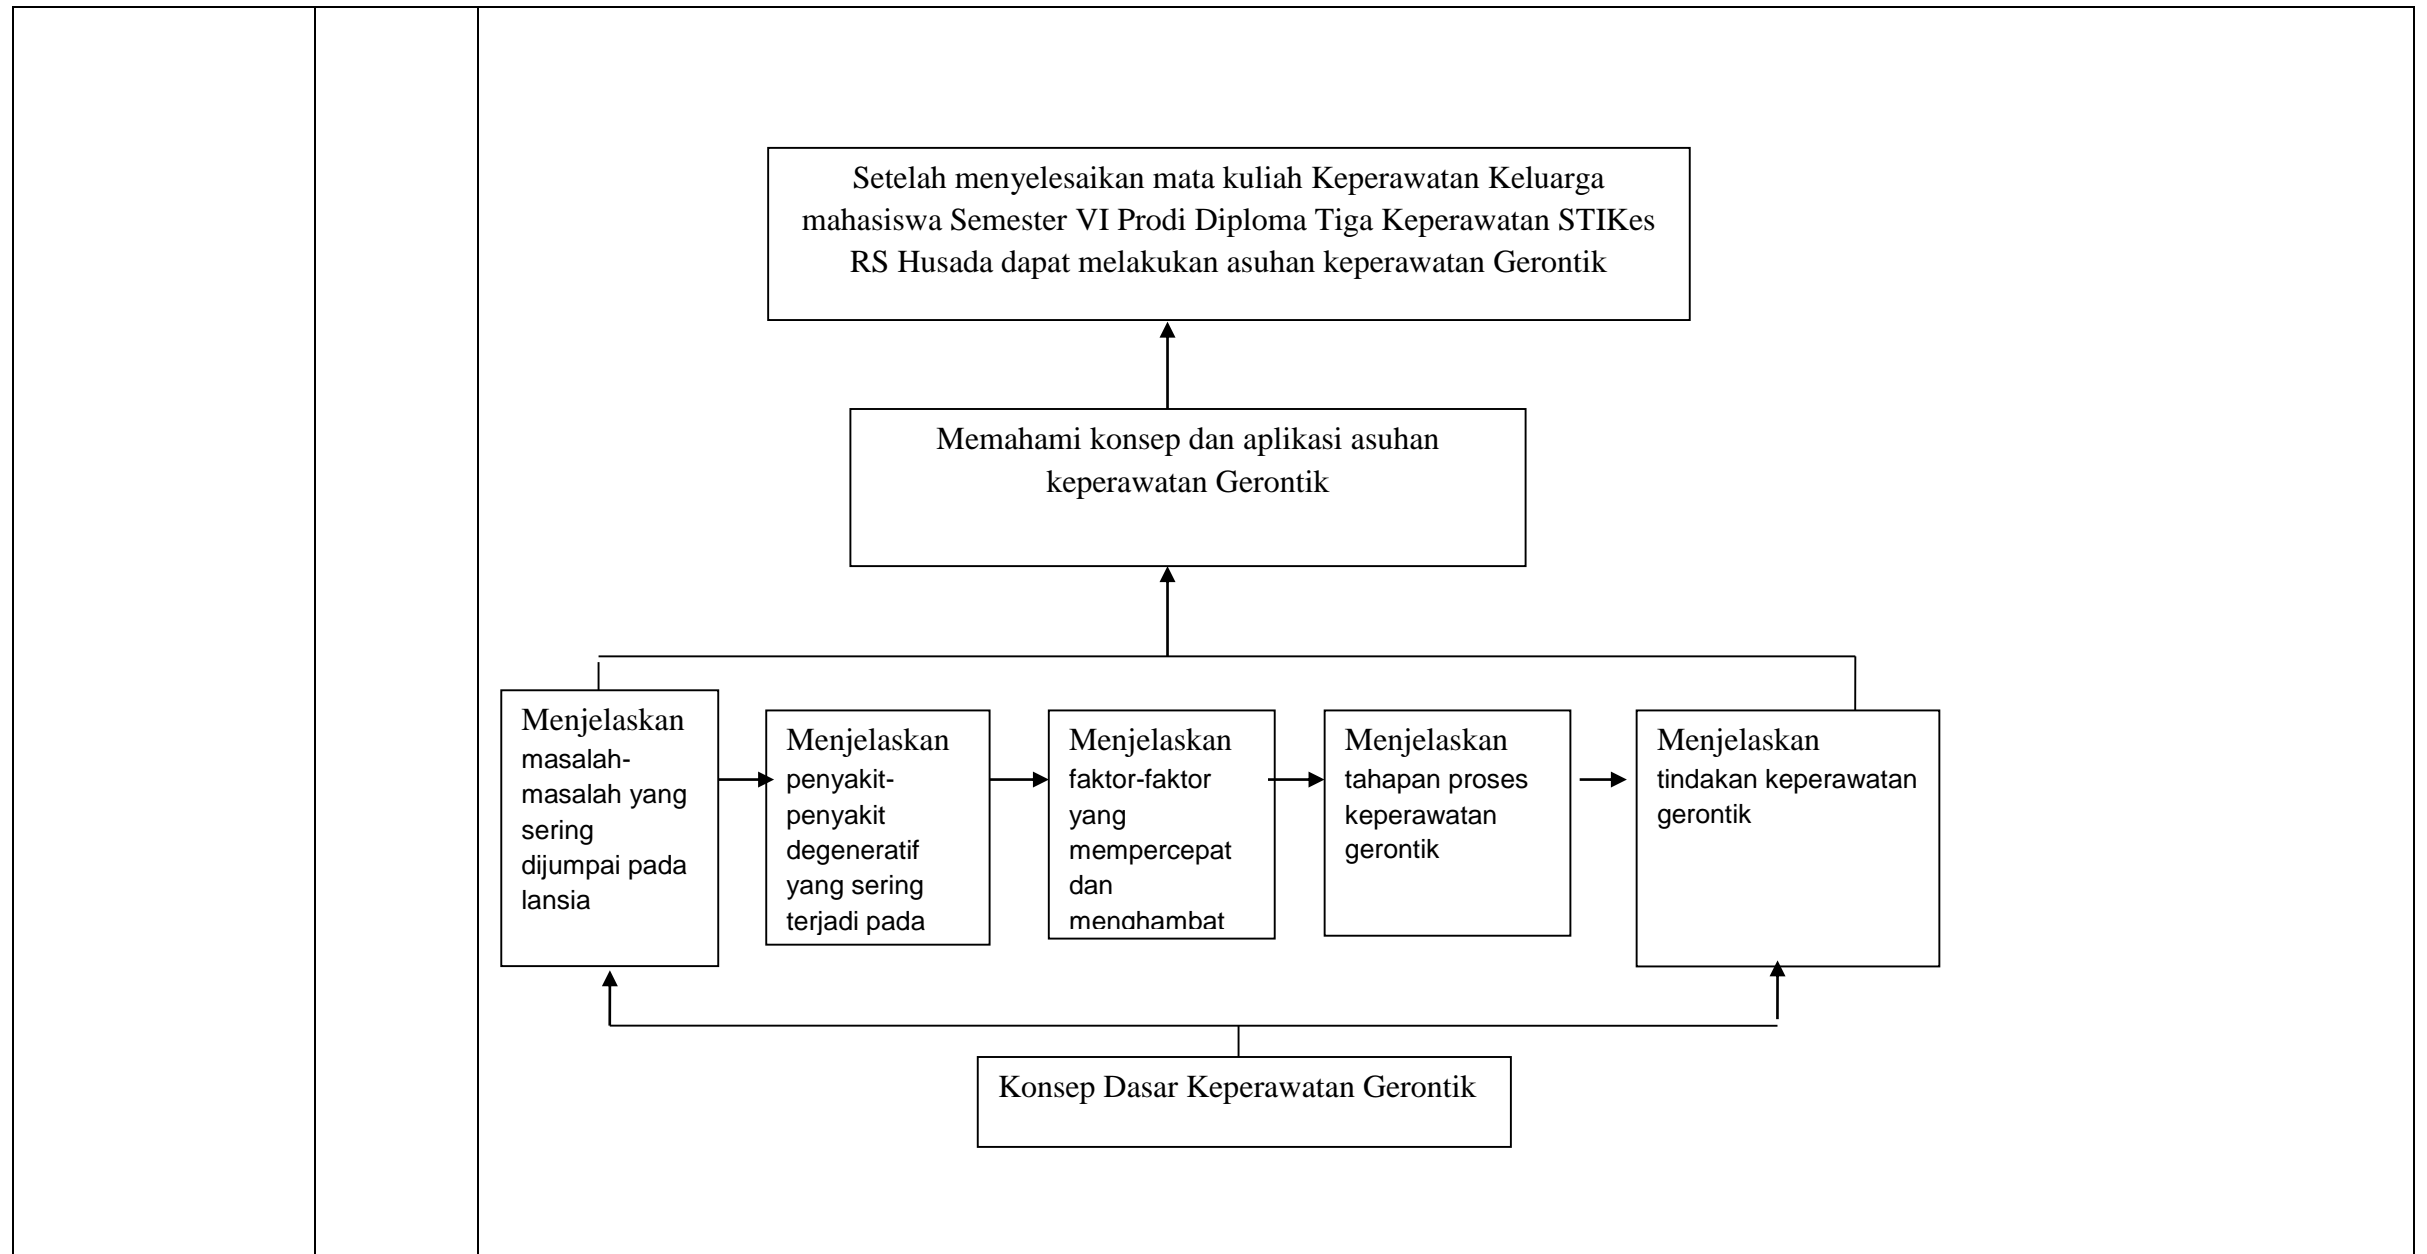 Setelah menyelesaikan mata kuliah Keperawatan Keluarga
mahasiswa Semester VI Prodi Diploma Tiga Keperawatan STIKes
RS Husada dapat melakukan asuhan keperawatan Gerontik
Memahami konsep dan aplikasi asuhan
keperawatan Gerontik
Menjelaskan
masalah-
masalah yang
sering
dijumpai pada
lansia
Menjelaskan
penyakit-
penyakit
degeneratif
yang sering
terjadi pada
Menjelaskan
faktor-faktor
yang
mempercepat
dan
menghambat
Menjelaskan
tahapan proses
keperawatan
gerontik
Menjelaskan
tindakan keperawatan
gerontik
Konsep Dasar Keperawatan Gerontik